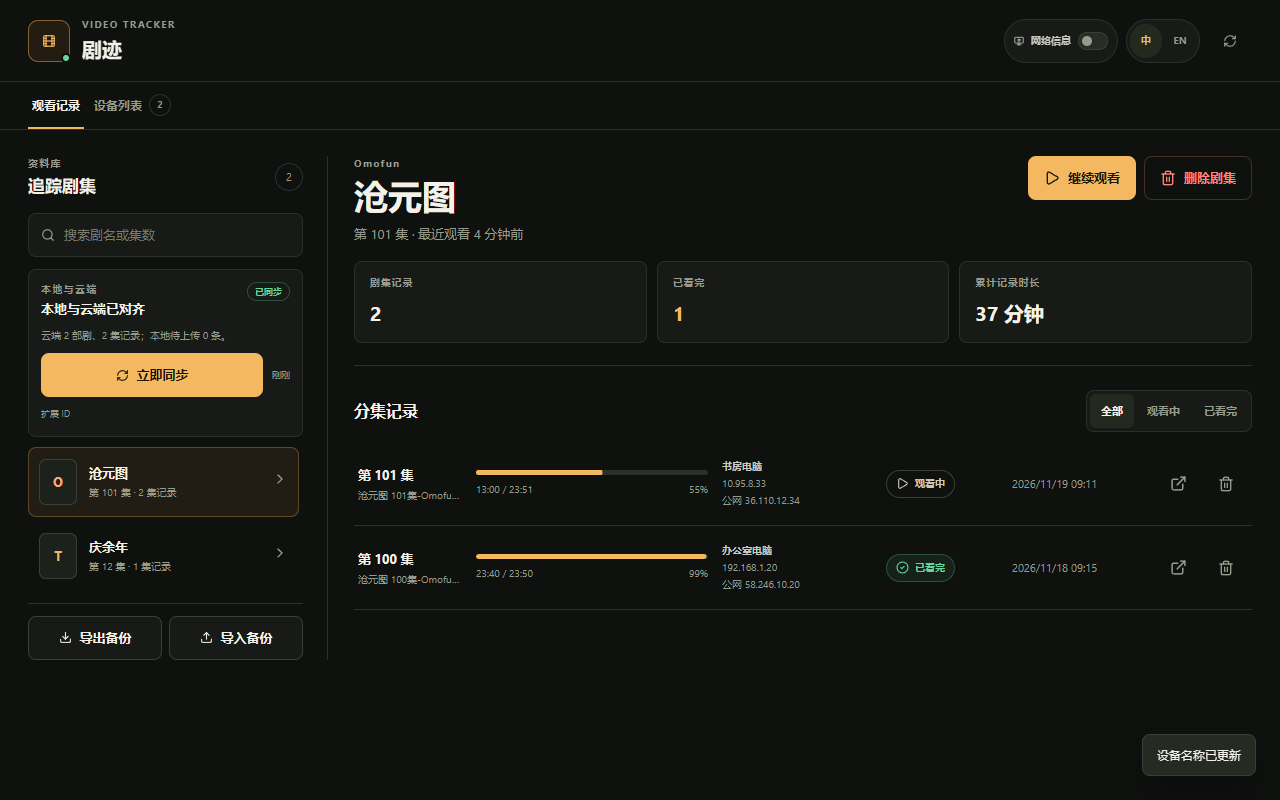 VIDEO TRACKER
剧迹
网络信息
中 EN
观看记录 设备列表 2
资料库
追踪剧集
2
搜索剧名或集数
本地与云端
已同步
本地与云端已对齐
云端 2 部剧、2 集记录；本地待上传 0 条。
立即同步
刚刚
扩展 ID
O
沧元图
第 101 集 · 2 集记录
T
庆余年
第 12 集 · 1 集记录
导出备份
导入备份
Omofun
沧元图
第 101 集 · 最近观看 4 分钟前
继续观看
删除剧集
剧集记录
2
已看完
1
累计记录时长
37 分钟
分集记录
全部 观看中 已看完
第 101 集
沧元图 101集-Omofu...
13:00 / 23:51
55%
书房电脑
10.95.8.33
公网 36.110.12.34
观看中
2026/11/19 09:11
第 100 集
沧元图 100集-Omofu...
23:40 / 23:50
99%
办公室电脑
192.168.1.20
公网 58.246.10.20
已看完
2026/11/18 09:15
设备名称已更新